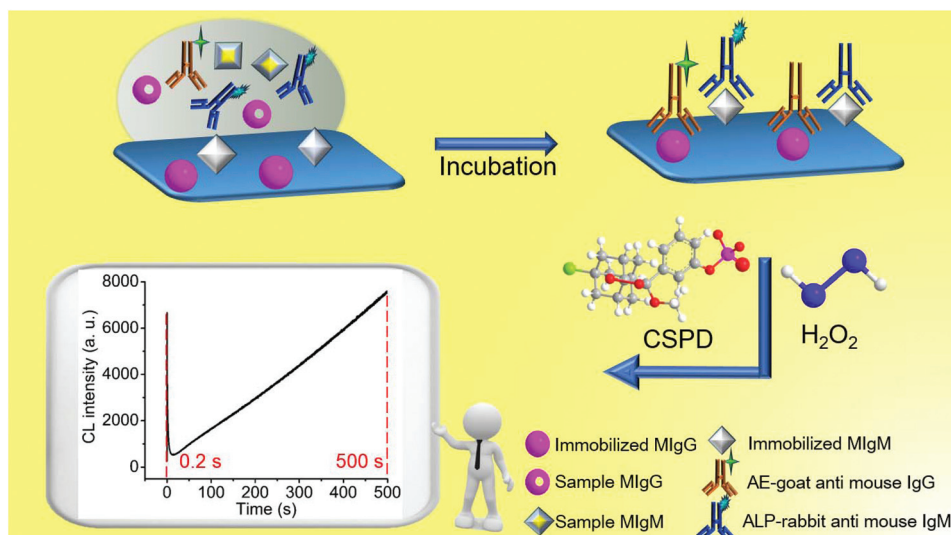 Incubation
CSPD
H₂O₂
8000
6000
4000
2000
0
CL intensity (a. u.)
0.2 s
500 s
0 100 200 300 400 500
Time (s)
Immobilized MIgG
Immobilized MIgM
Sample MIgG
AE-goat anti mouse IgG
Sample MIgM
ALP-rabbit anti mouse IgM